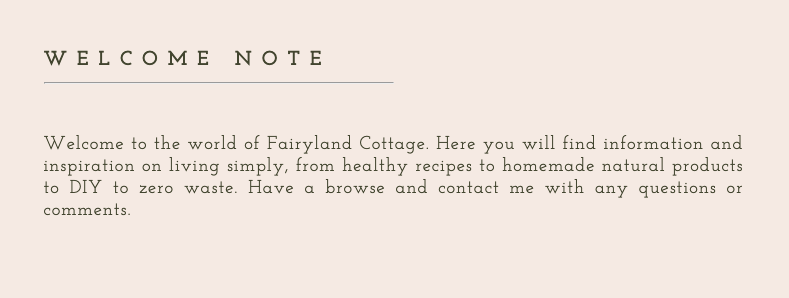 WELCOME NOTE
Welcome to the world of Fairyland Cottage. Here you will find information and
inspiration on living simply, from healthy recipes to homemade natural products
to DIY to zero waste. Have a browse and contact me with any questions or
comments.